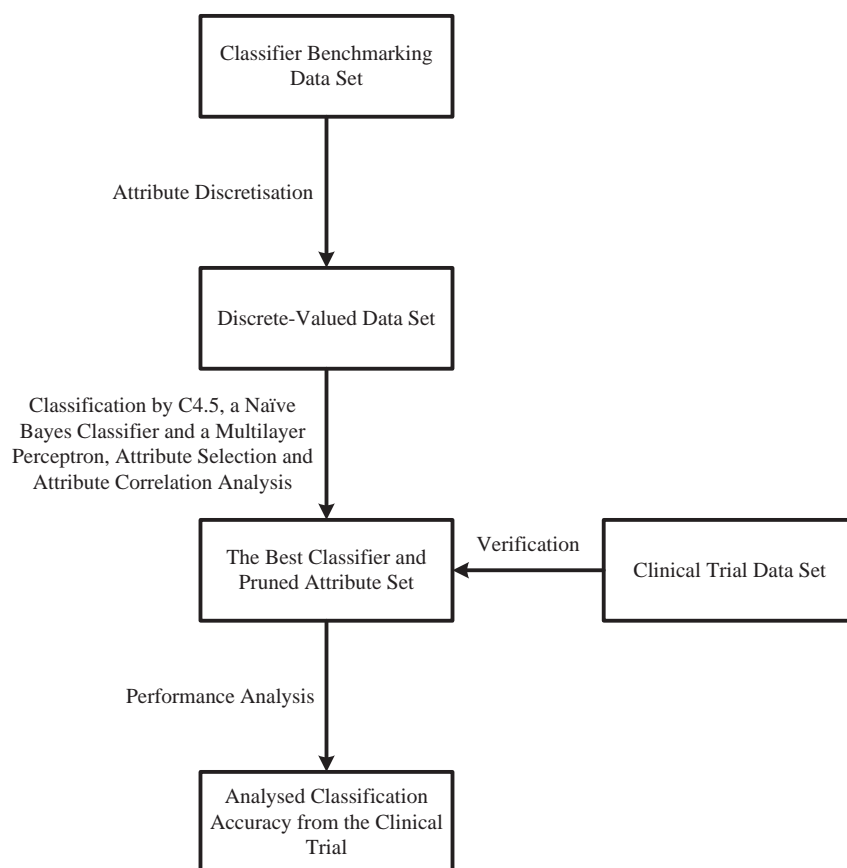 Classifier Benchmarking
Data Set
Attribute Discretisation
Discrete-Valued Data Set
Classification by C4.5, a Naïve
Bayes Classifier and a Multilayer
Perceptron, Attribute Selection and
Attribute Correlation Analysis
The Best Classifier and
Pruned Attribute Set
Verification
Clinical Trial Data Set
Performance Analysis
Analysed Classification
Accuracy from the Clinical
Trial